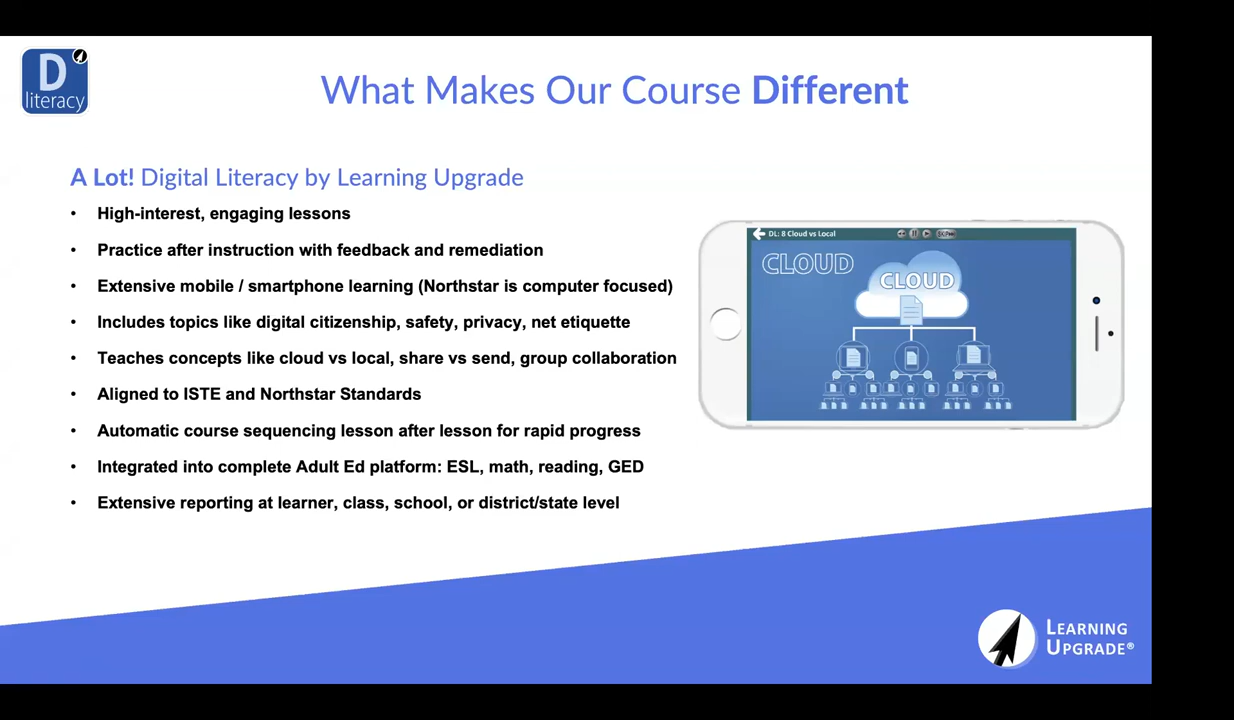 D
literacy
What Makes Our Course Different
A Lot! Digital Literacy by Learning Upgrade
• High-interest, engaging lessons
• Practice after instruction with feedback and remediation
• Extensive mobile / smartphone learning (Northstar is computer focused)
• Includes topics like digital citizenship, safety, privacy, net etiquette
• Teaches concepts like cloud vs local, share vs send, group collaboration
• Aligned to ISTE and Northstar Standards
• Automatic course sequencing lesson after lesson for rapid progress
• Integrated into complete Adult Ed platform: ESL, math, reading, GED
• Extensive reporting at learner, class, school, or district/state level
DL: 8 Cloud vs Local
CLOUD
CLOUD
LEARNING
UPGRADE®